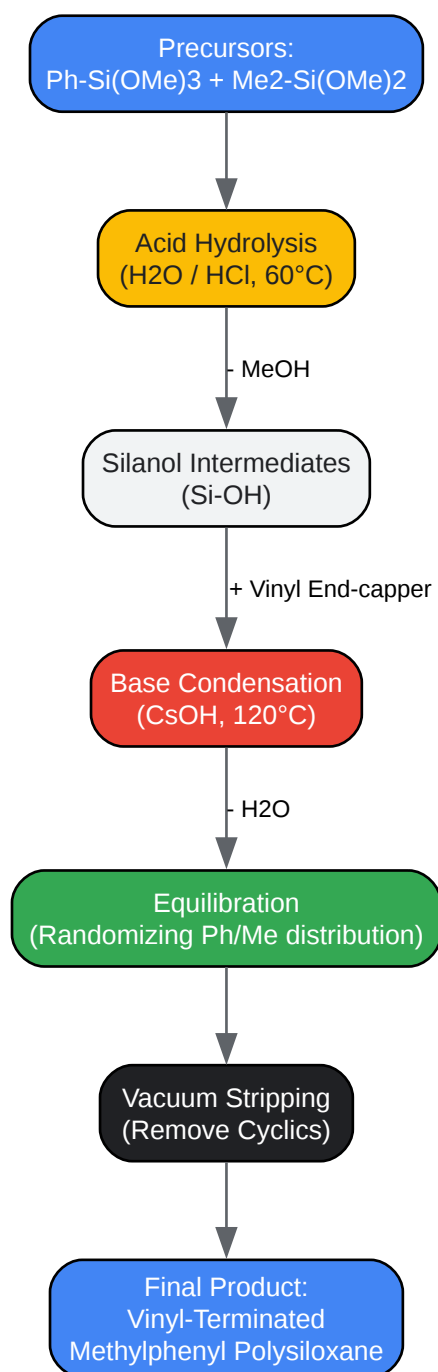 Precursors:
Ph-Si(OMe)3 + Me2-Si(OMe)2
Acid Hydrolysis
(H2O / HCl, 60°C)
- MeOH
Silanol Intermediates
(Si-OH)
+ Vinyl End-capper
Base Condensation
(CsOH, 120°C)
- H2O
Equilibration
(Randomizing Ph/Me distribution)
Vacuum Stripping
(Remove Cyclics)
Final Product:
Vinyl-Terminated
Methylphenyl Polysiloxane